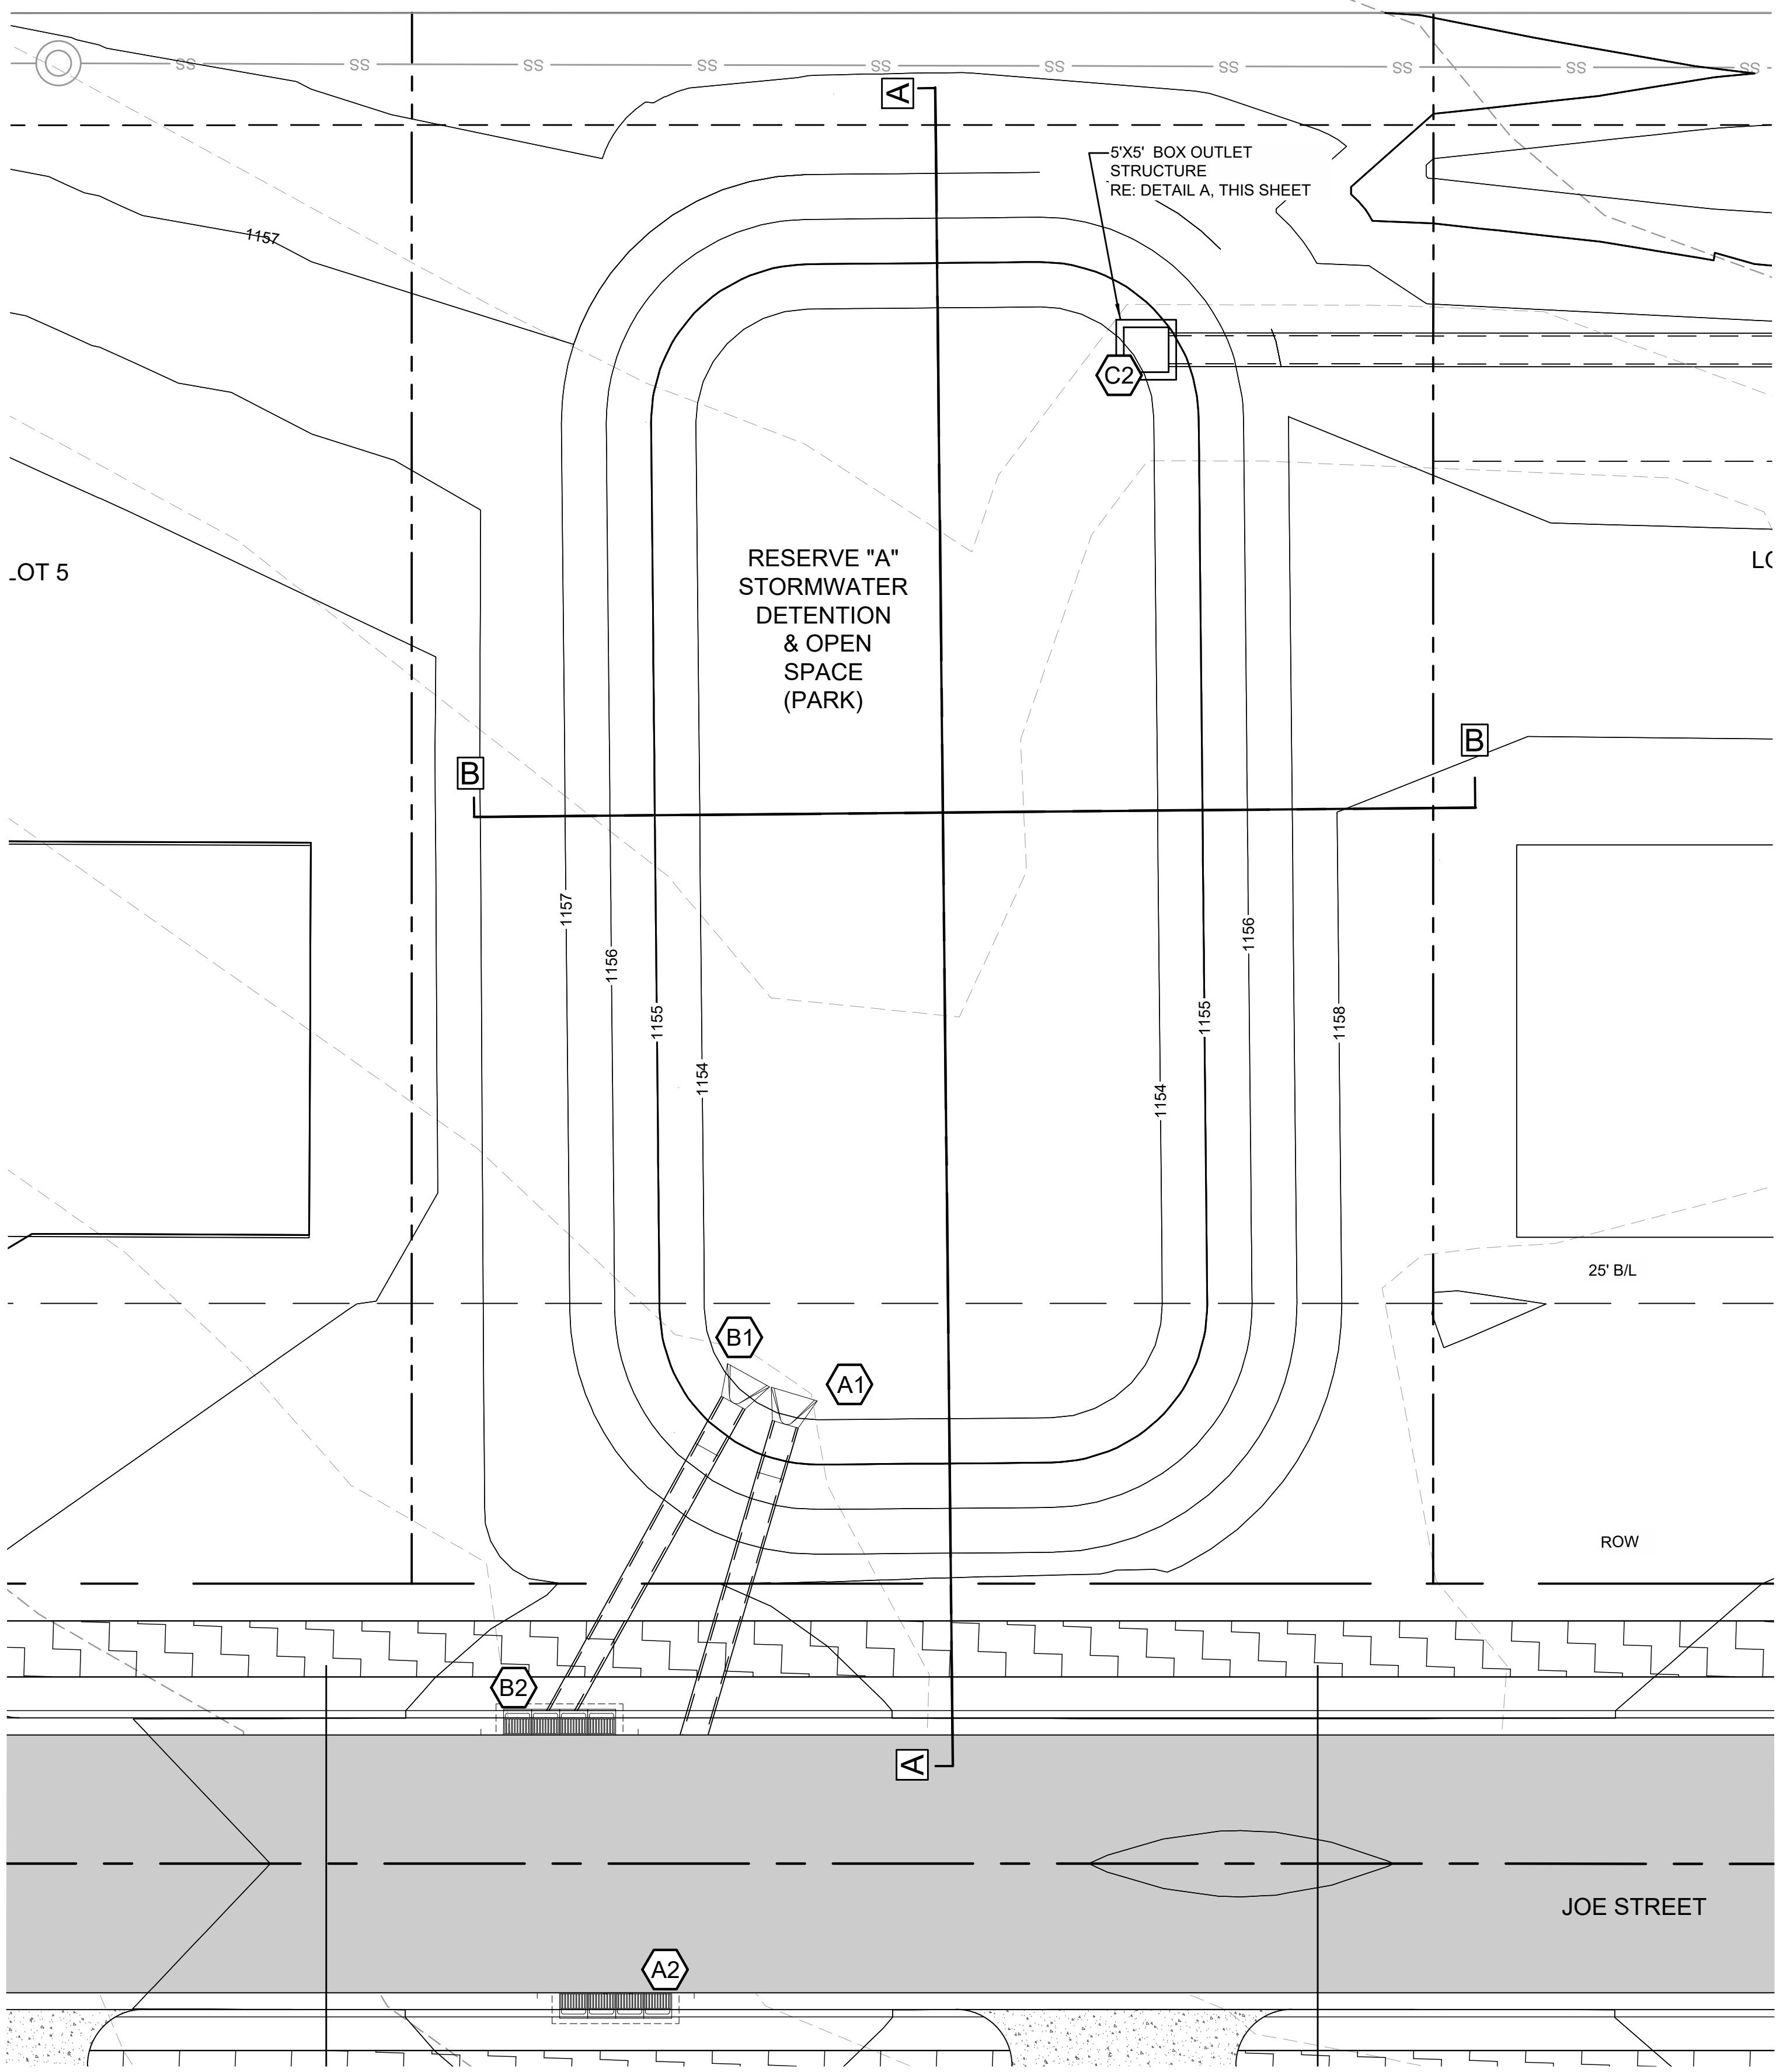 SS SS SS SS SS SS SS SS SS SS
A
5'X5' BOX OUTLET
STRUCTURE
RE: DETAIL A, THIS SHEET
1157
C2
RESERVE "A"
STORMWATER
DETENTION
& OPEN
SPACE
(PARK)
LOT 5
B
B
1157
1156
1155
1154
1154
1155
1156
1158
25' B/L
B1
A1
ROW
B2
A
JOE STREET
A2